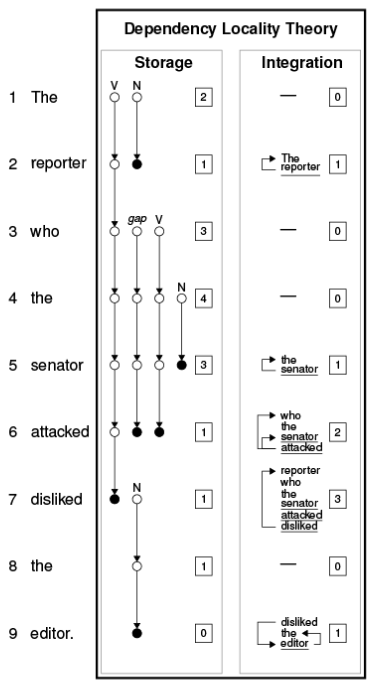 Dependency Locality Theory
Storage Integration
V N
1 The 2 — 0
The
2 reporter 1 reporter 1
gap V
3 who 3 — 0
N
4 the 4 — 0
the
5 senator 3 senator 1
who
the
6 attacked 1 senator 2
attacked
reporter
N who
the
7 disliked 1 senator 3
attacked
disliked
8 the 1 — 0
disliked
9 editor. 0 the 1
editor